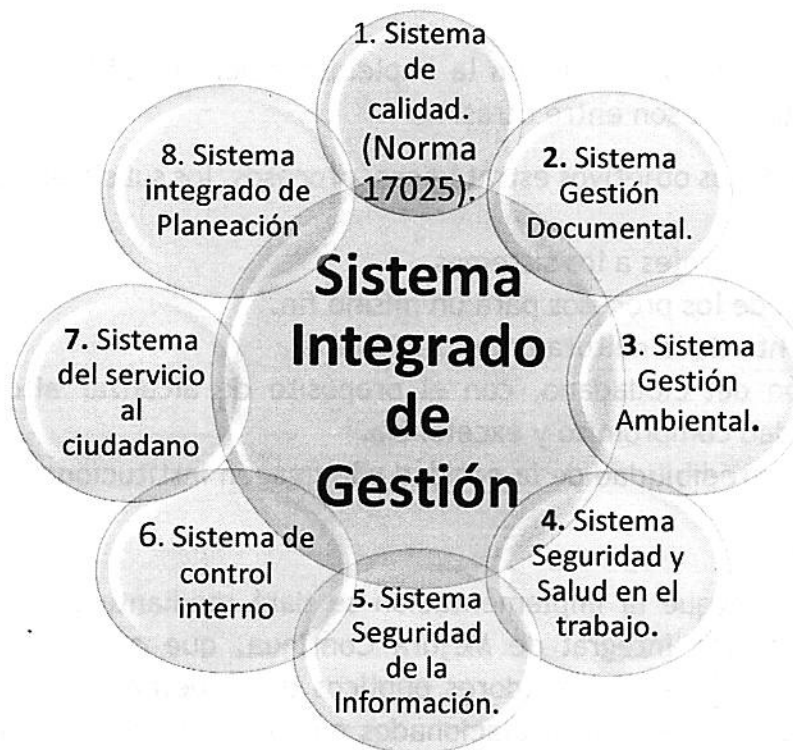 1. Sistema
de
calidad.
(Norma
17025).
2. Sistema
Gestión
Documental.
3. Sistema
Gestión
Ambiental.
4. Sistema
Seguridad y
Salud en el
trabajo.
5. Sistema
Seguridad
de la
Información.
6. Sistema de
control
interno
7. Sistema
del servicio
al
ciudadano
8. Sistema
integrado de
Planeación
Sistema
Integrado
de
Gestión